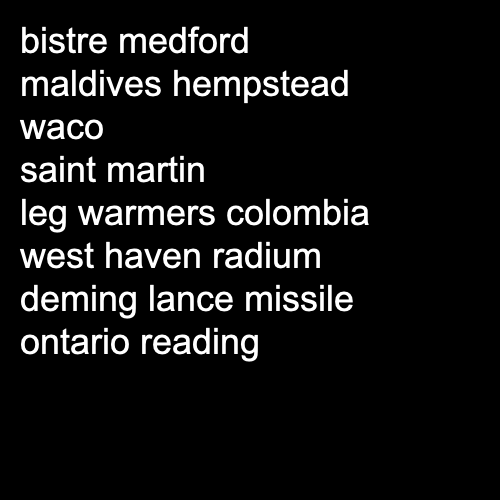 bistre medford
maldives hempstead
waco
saint martin
leg warmers colombia
west haven radium
deming lance missile
ontario reading